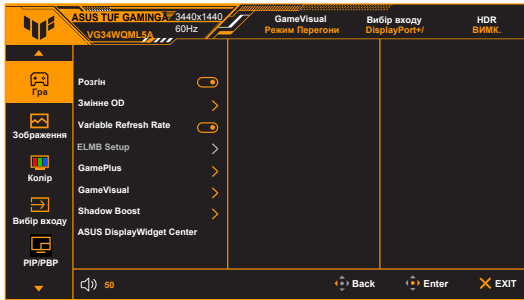 ASUS TUF GAMING
VG34WQML5A
3440x1440
60Hz
GameVisual
Режим Перегони
Вибір входу
DisplayPort+/
HDR
ВИМК.
Гра
Зображення
Колір
Вибір входу
PIP/PBP
Розгін
Змінне OD
Variable Refresh Rate
ELMB Setup
GamePlus
GameVisual
Shadow Boost
ASUS DisplayWidget Center
50
Back
Enter
EXIT